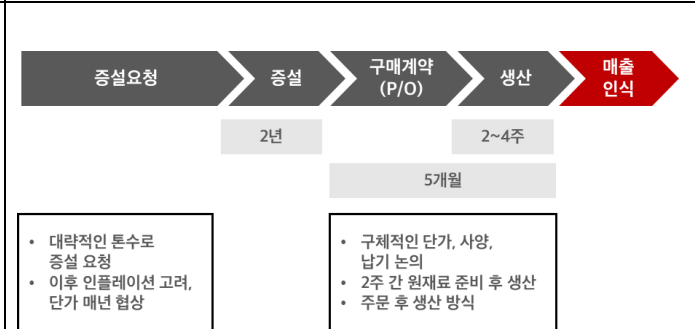 증설요청
증설
구매계약
(P/O)
생산
매출
인식
2년
2~4주
5개월
• 대략적인 톤수로
증설 요청
• 이후 인플레이션 고려,
단가 매년 협상
• 구체적인 단가, 사양,
납기 논의
• 2주 간 원재료 준비 후 생산
• 주문 후 생산 방식